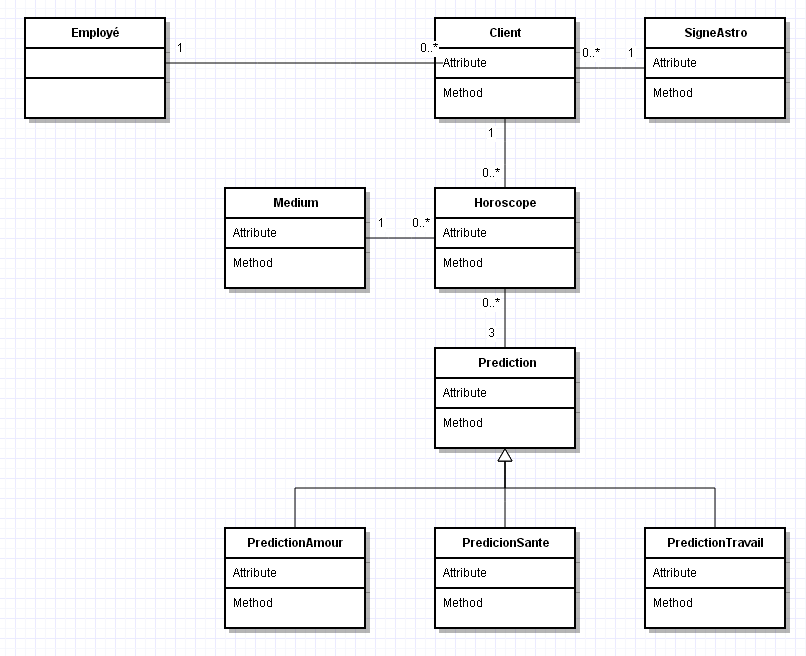 Employé
1
0..*
Client
Attribute
Method
0..*
1
SigneAstro
Attribute
Method
1
0..*
Medium
Attribute
Method
1
0..*
Horoscope
Attribute
Method
0..*
3
Prediction
Attribute
Method
PredictionAmour
Attribute
Method
PredicionSante
Attribute
Method
PredictionTravail
Attribute
Method